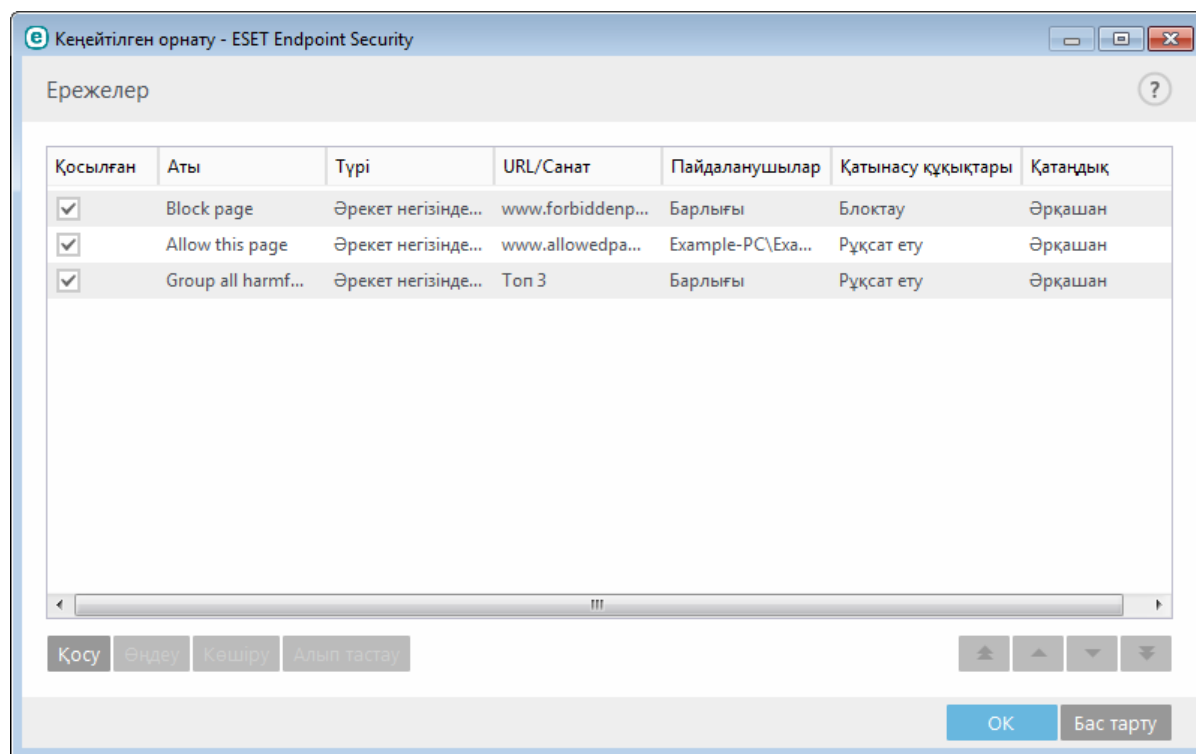 Кеңейтілген орнату - ESET Endpoint Security
Ережелер
?
Қосылған Аты Түрі URL/Санат Пайдаланушылар Қатынасу құқықтары Қатаңдық
Block page Әрекет негізінде... www.forbiddenp... Барлығы Блоктау Әрқашан
Allow this page Әрекет негізінде... www.allowedpa... Example-PC\Exa... Рұқсат ету Әрқашан
Group all harmf... Әрекет негізінде... Топ 3 Барлығы Рұқсат ету Әрқашан
Қосу Өңдеу Көшіру Алып тастау
OK Бас тарту